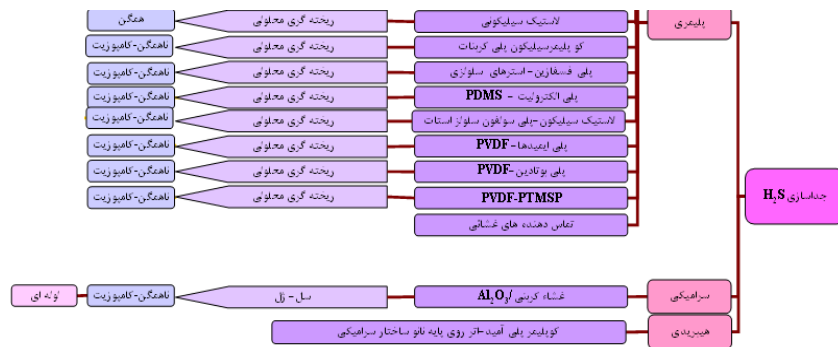 پلیمری
لاستیک سیلیکونی
ریخته گری محلولی
همگن
کو پلیمرسیلیکون پلی کربنات
ریخته گری محلولی
ناهمگن-کامپوزیت
پلی فسفازین-استرهای سلولزی
ریخته گری محلولی
ناهمگن-کامپوزیت
پلی الکترولیت - PDMS
ریخته گری محلولی
ناهمگن-کامپوزیت
لاستیک سیلیکون-پلی سولفون سلولز استات
ریخته گری محلولی
ناهمگن-کامپوزیت
پلی ایمیدها-PVDF
ریخته گری محلولی
ناهمگن-کامپوزیت
پلی بوتادین-PVDF
ریخته گری محلولی
ناهمگن-کامپوزیت
PVDF-PTMSP
ریخته گری محلولی
ناهمگن-کامپوزیت
تماس دهنده های غشائی
جداسازی H₂S
سرامیکی
غشاء کربنی/Al₂O₃
سل- ژل
ناهمگن-کامپوزیت
لوله ای
هیبریدی
کوپلیمر پلی آمید-اتر روی پایه نانو ساختار سرامیکی